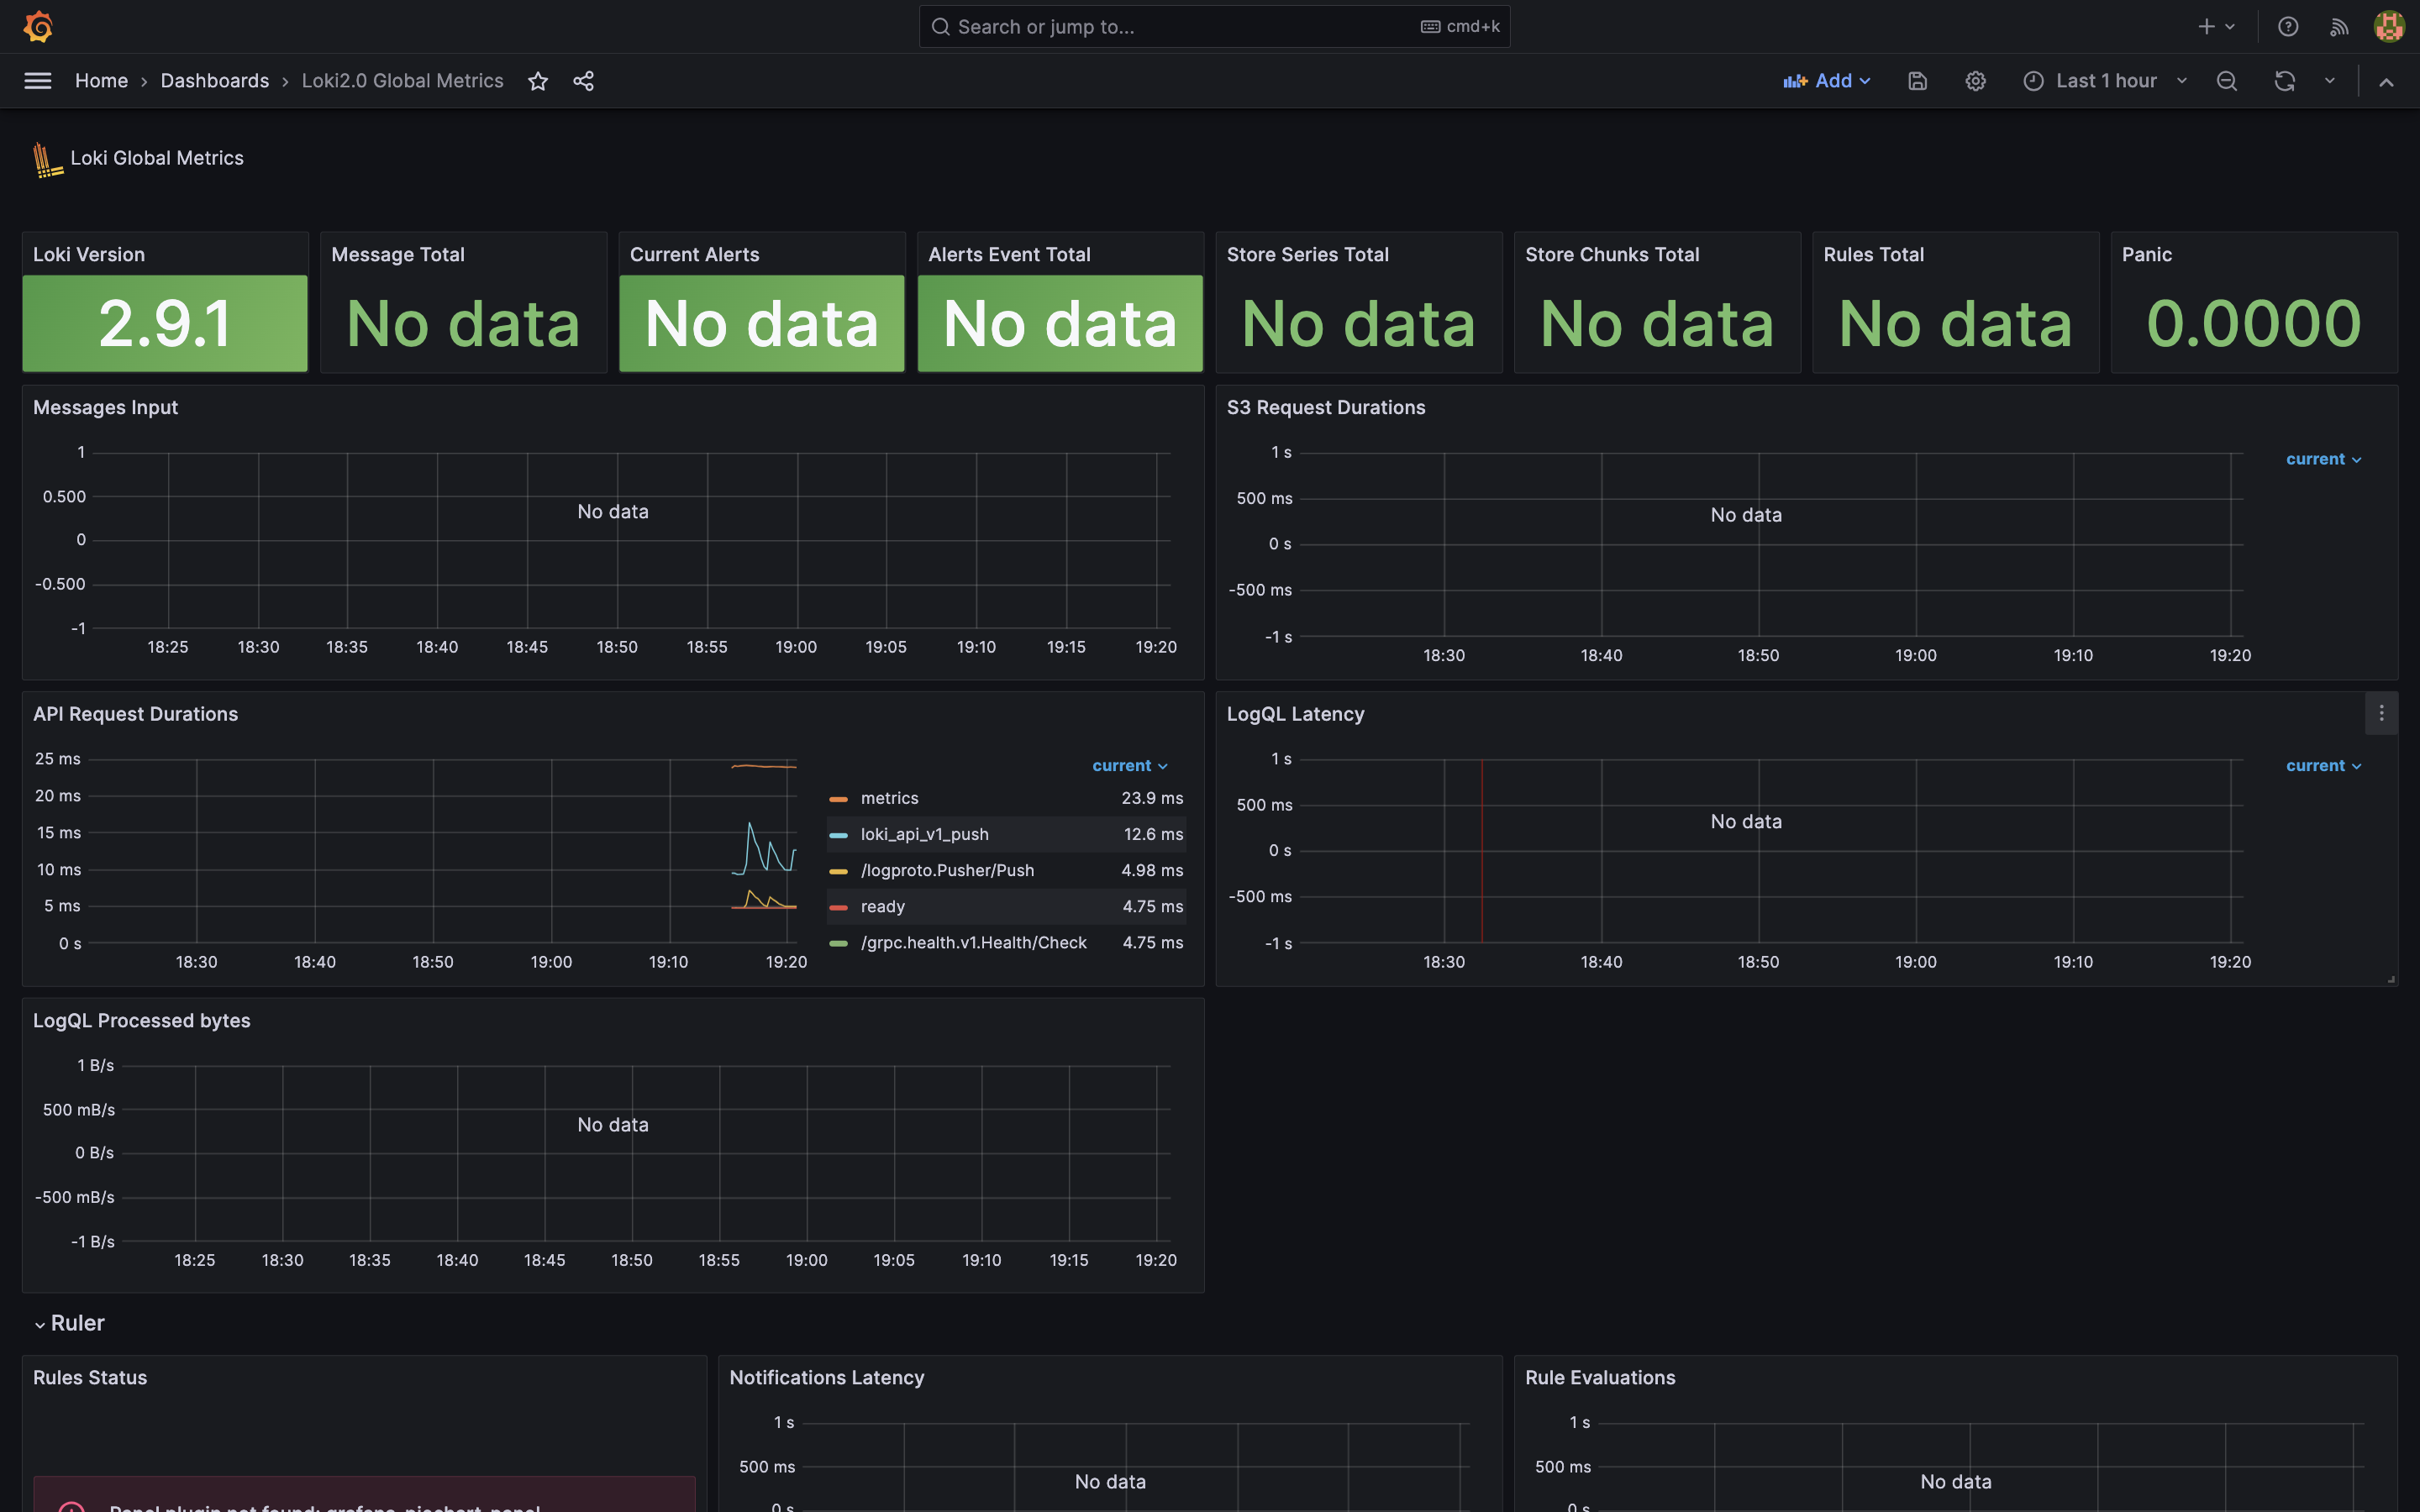 Search or jump to...
cmd+k
Home › Dashboards › Loki2.0 Global Metrics
Add
Last 1 hour
Loki Global Metrics
Loki Version
2.9.1
Message Total
No data
Current Alerts
No data
Alerts Event Total
No data
Store Series Total
No data
Store Chunks Total
No data
Rules Total
No data
Panic
0.0000
Messages Input
1
0.500
0
-0.500
-1
No data
18:25 18:30 18:35 18:40 18:45 18:50 18:55 19:00 19:05 19:10 19:15 19:20
S3 Request Durations
1 s
500 ms
0 s
-500 ms
-1 s
No data
18:30 18:40 18:50 19:00 19:10 19:20
current
API Request Durations
25 ms
20 ms
15 ms
10 ms
5 ms
0 s
18:30 18:40 18:50 19:00 19:10 19:20
current
metrics 23.9 ms
loki_api_v1_push 12.6 ms
/logproto.Pusher/Push 4.98 ms
ready 4.75 ms
/grpc.health.v1.Health/Check 4.75 ms
LogQL Latency
1 s
500 ms
0 s
-500 ms
-1 s
No data
18:30 18:40 18:50 19:00 19:10 19:20
current
LogQL Processed bytes
1 B/s
500 mB/s
0 B/s
-500 mB/s
-1 B/s
No data
18:25 18:30 18:35 18:40 18:45 18:50 18:55 19:00 19:05 19:10 19:15 19:20
Ruler
Rules Status
Panel plugin not found: grafana-piechart-panel
Notifications Latency
1 s
500 ms
0 s
No data
Rule Evaluations
1 s
500 ms
0 s
No data